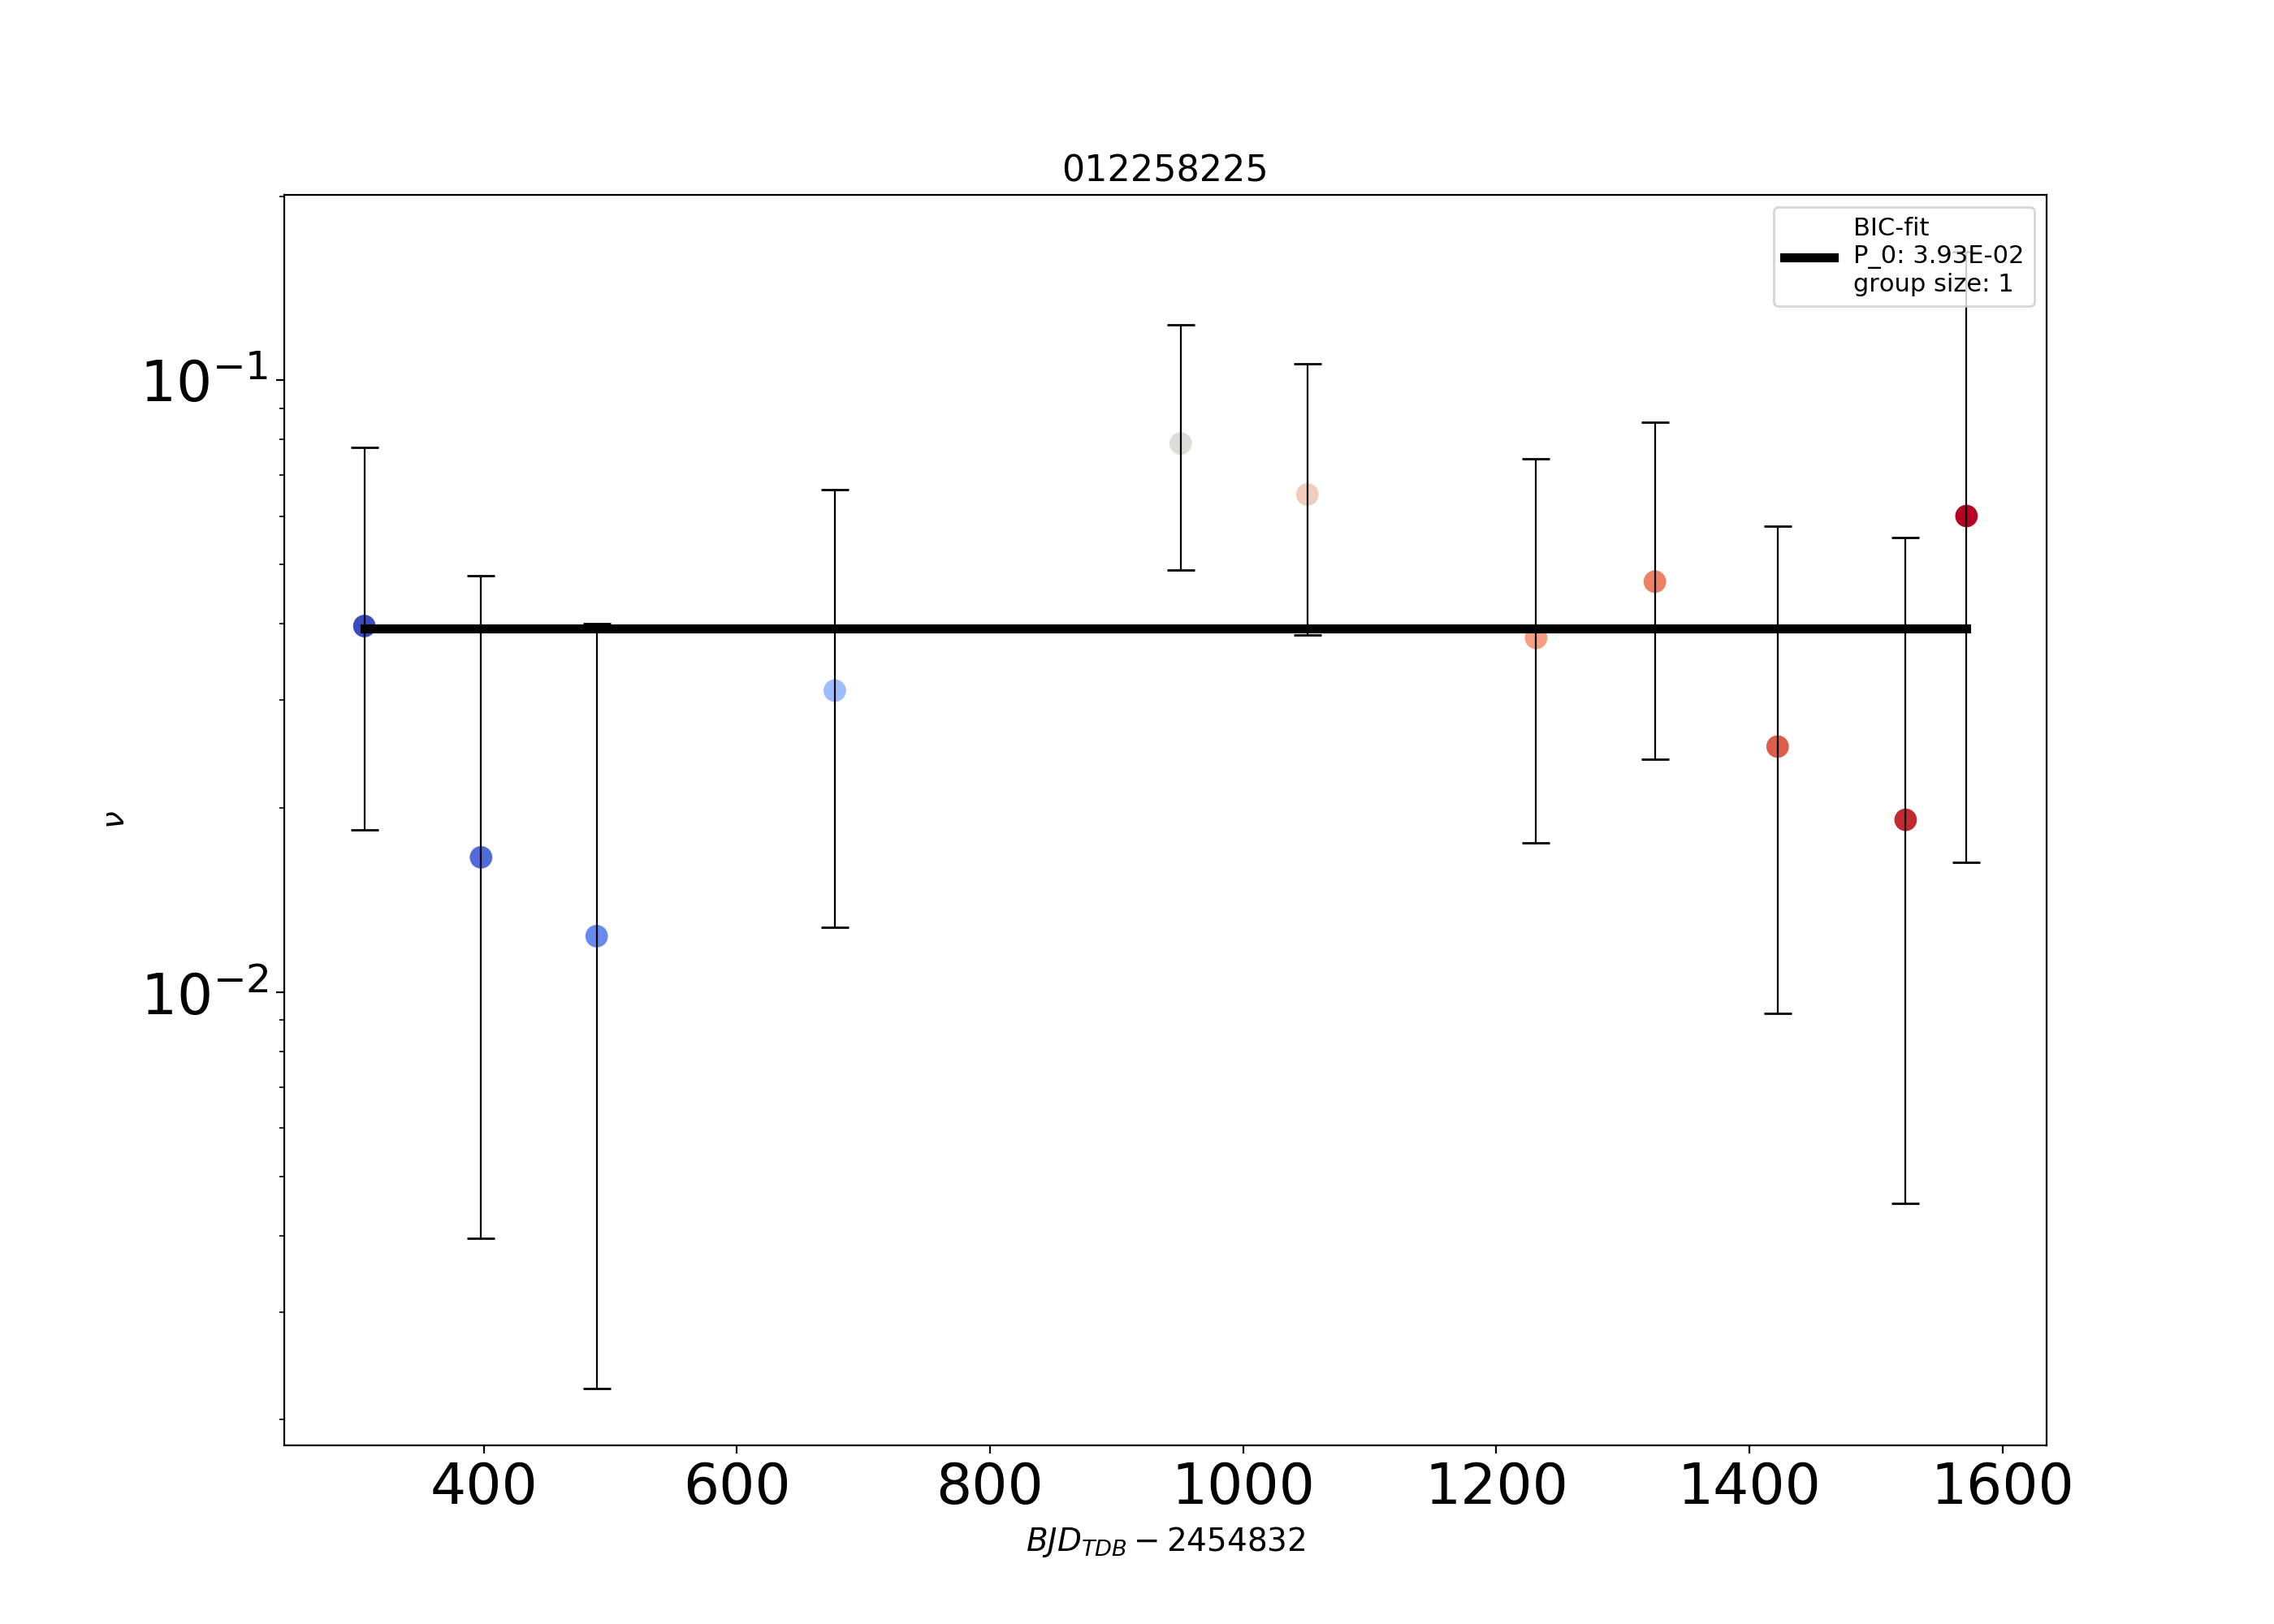 012258225
BIC-fit
P_0: 3.93E-02
group size: 1
10⁻¹
10⁻²
ν
400 600 800 1000 1200 1400 1600
BJD_TDB − 2454832